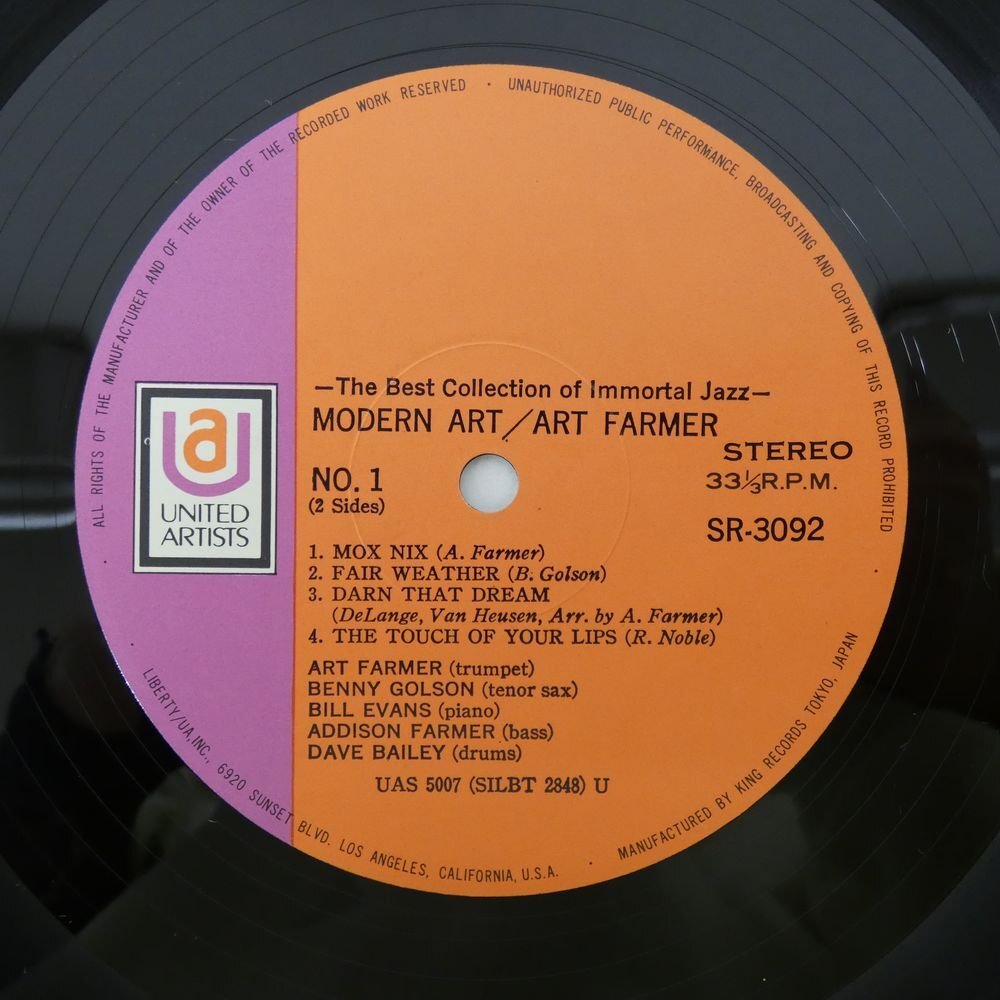 ALL RIGHTS OF THE MANUFACTURER AND OF THE OWNER OF THE RECORDED WORK RESERVED · UNAUTHORIZED PUBLIC PERFORMANCE, BROADCASTING AND COPYING OF THIS RECORD PROHIBITED
—The Best Collection of Immortal Jazz—
MODERN ART/ART FARMER
STEREO
NO. 1
33⅓R.P.M.
(2 Sides)
SR-3092
ua
UNITED
ARTISTS
1. MOX NIX (A. Farmer)
2. FAIR WEATHER (B. Golson)
3. DARN THAT DREAM
(DeLange, Van Heusen, Arr. by A. Farmer)
4. THE TOUCH OF YOUR LIPS (R. Noble)
ART FARMER (trumpet)
BENNY GOLSON (tenor sax)
BILL EVANS (piano)
ADDISON FARMER (bass)
DAVE BAILEY (drums)
UAS 5007 (SILBT 2848) U
LIBERTY/UA,INC., 6920 SUNSET BLVD. LOS ANGELES, CALIFORNIA, U.S.A. · MANUFACTURED BY KING RECORDS TOKYO, JAPAN